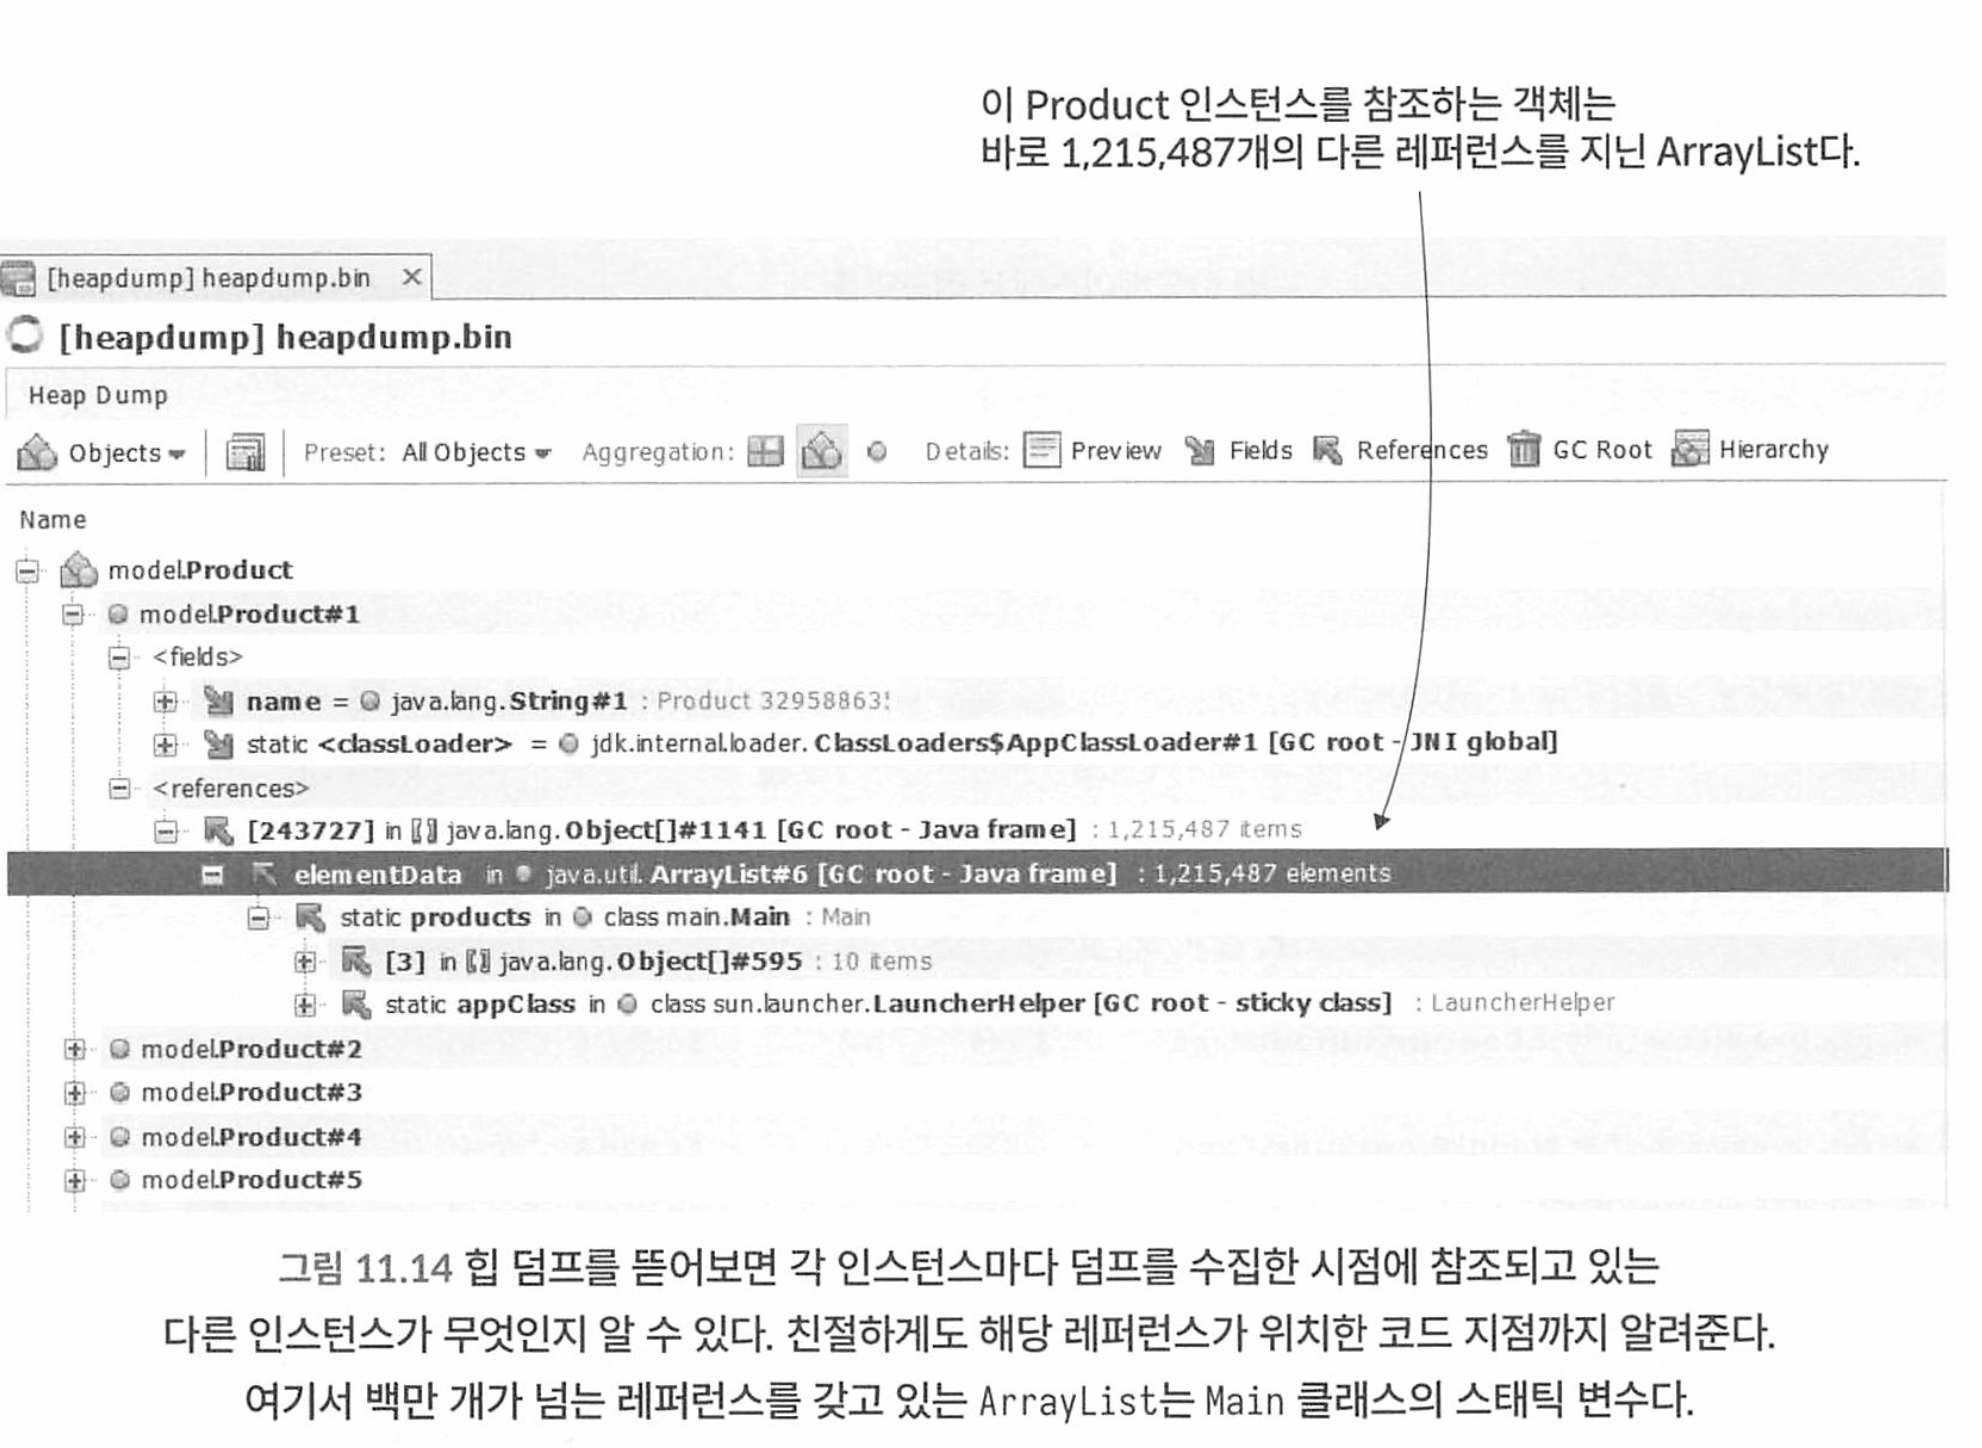 이 Product 인스턴스를 참조하는 객체는
바로 1,215,487개의 다른 레퍼런스를 지닌 ArrayList다.
[heapdump] heapdump.bin ×
[heapdump] heapdump.bin
Heap Dump
Objects Preset: All Objects Aggregation: Details: Preview Fields References GC Root Hierarchy
Name
model.Product
model.Product#1
<fields>
name = java.lang.String#1 : Product 32958863
static <classLoader> = jdk.internal.loader.ClassLoaders$AppClassLoader#1 [GC root - JNI global]
<references>
[243727] in [] java.lang.Object[]#1141 [GC root - Java frame] : 1,215,487 items
elementData in java.util.ArrayList#6 [GC root - Java frame] : 1,215,487 elements
static products in class main.Main : Main
[3] in [] java.lang.Object[]#595 : 10 items
static appClass in class sun.launcher.LauncherHelper [GC root - sticky class] : LauncherHelper
model.Product#2
model.Product#3
model.Product#4
model.Product#5
그림 11.14 힙 덤프를 뜯어보면 각 인스턴스마다 덤프를 수집한 시점에 참조되고 있는
다른 인스턴스가 무엇인지 알 수 있다. 친절하게도 해당 레퍼런스가 위치한 코드 지점까지 알려준다.
여기서 백만 개가 넘는 레퍼런스를 갖고 있는 ArrayList는 Main 클래스의 스태틱 변수다.